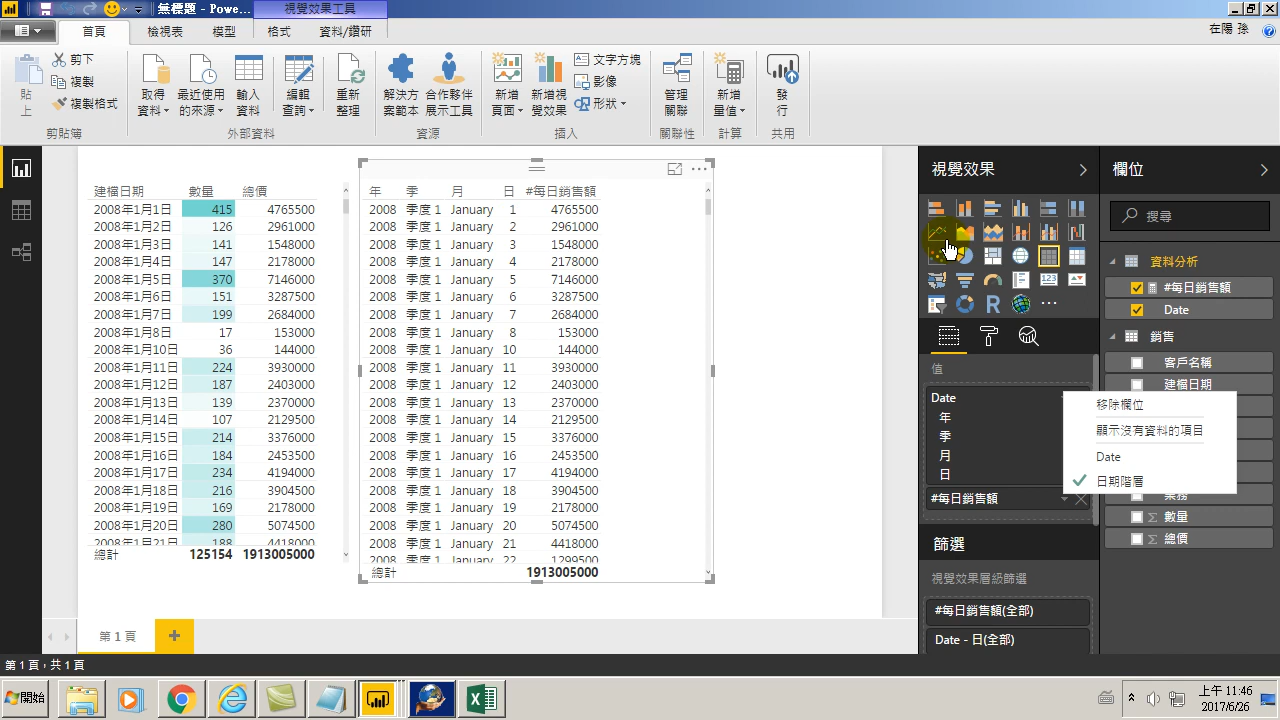 無標題 - Powe...
視覺效果工具
在陽 孫
首頁
檢視表
模型
格式
資料/鑽研
貼上
剪下
複製
複製格式
取得資料
最近使用的來源
輸入資料
編輯查詢
重新整理
解決方案範本
合作夥伴展示工具
新增頁面
新增視覺效果
文字方塊
影像
形狀
管理關聯
新增量值
發行
剪貼簿
外部資料
資源
插入
關聯性
計算
共用
建檔日期 數量 總價
2008年1月1日 415 4765500
2008年1月2日 126 2961000
2008年1月3日 141 1548000
2008年1月4日 147 2178000
2008年1月5日 370 7146000
2008年1月6日 151 3287500
2008年1月7日 199 2684000
2008年1月8日 17 153000
2008年1月10日 36 144000
2008年1月11日 224 3930000
2008年1月12日 187 2403000
2008年1月13日 139 2370000
2008年1月14日 107 2129500
2008年1月15日 214 3376000
2008年1月16日 184 2453500
2008年1月17日 234 4194000
2008年1月18日 216 3904500
2008年1月19日 169 2178000
2008年1月20日 280 5074500
2008年1月21日 188 4418000
總計 125154 1913005000
年 季 月 日 #每日銷售額
2008 季度 1 January 1 4765500
2008 季度 1 January 2 2961000
2008 季度 1 January 3 1548000
2008 季度 1 January 4 2178000
2008 季度 1 January 5 7146000
2008 季度 1 January 6 3287500
2008 季度 1 January 7 2684000
2008 季度 1 January 8 153000
2008 季度 1 January 10 144000
2008 季度 1 January 11 3930000
2008 季度 1 January 12 2403000
2008 季度 1 January 13 2370000
2008 季度 1 January 14 2129500
2008 季度 1 January 15 3376000
2008 季度 1 January 16 2453500
2008 季度 1 January 17 4194000
2008 季度 1 January 18 3904500
2008 季度 1 January 19 2178000
2008 季度 1 January 20 5074500
2008 季度 1 January 21 4418000
2008 季度 1 January 22 1299500
總計 1913005000
視覺效果
R
123
值
Date
年
季
月
日
#每日銷售額
篩選
視覺效果層級篩選
#每日銷售額(全部)
Date - 日(全部)
欄位
搜尋
資料分析
#每日銷售額
Date
銷售
客戶名稱
建檔日期
移除欄位
顯示沒有資料的項目
Date
日期階層
數量
總價
第 1 頁
第 1 頁，共 1 頁
開始
上午 11:46
2017/6/26